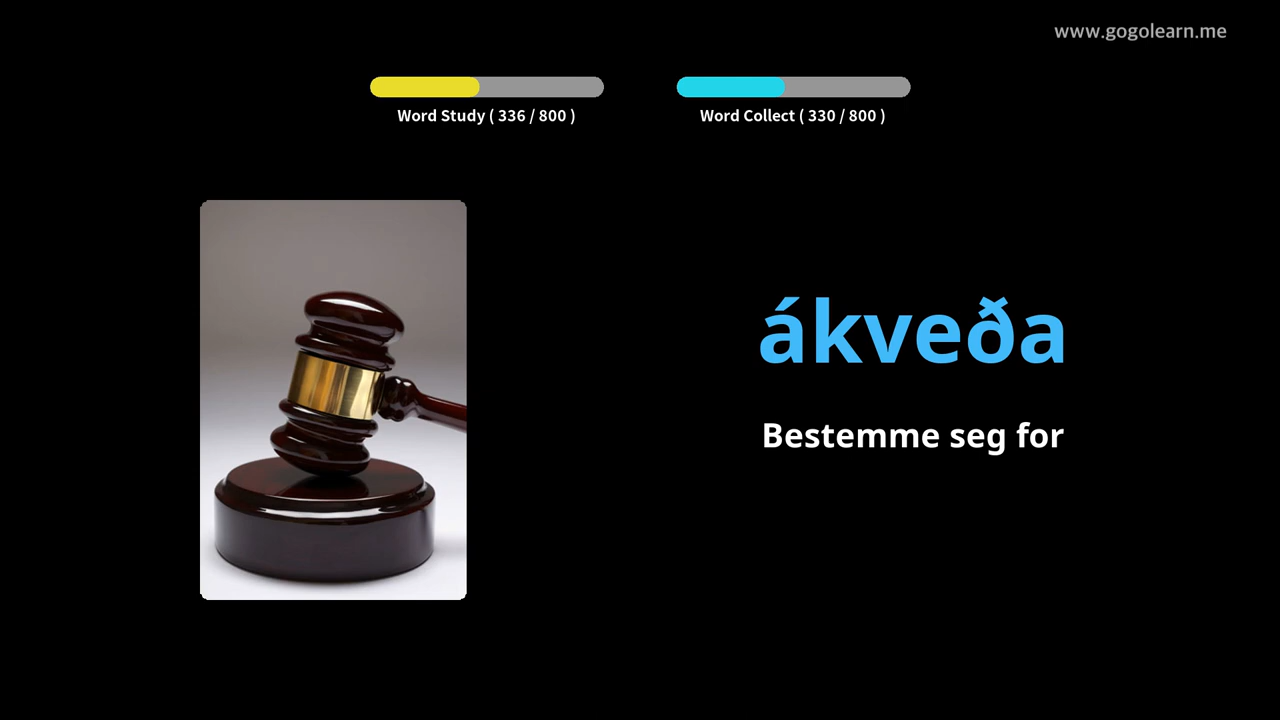 www.gogolearn.me
Word Study ( 336 / 800 )
Word Collect ( 330 / 800 )
ákveða
Bestemme seg for